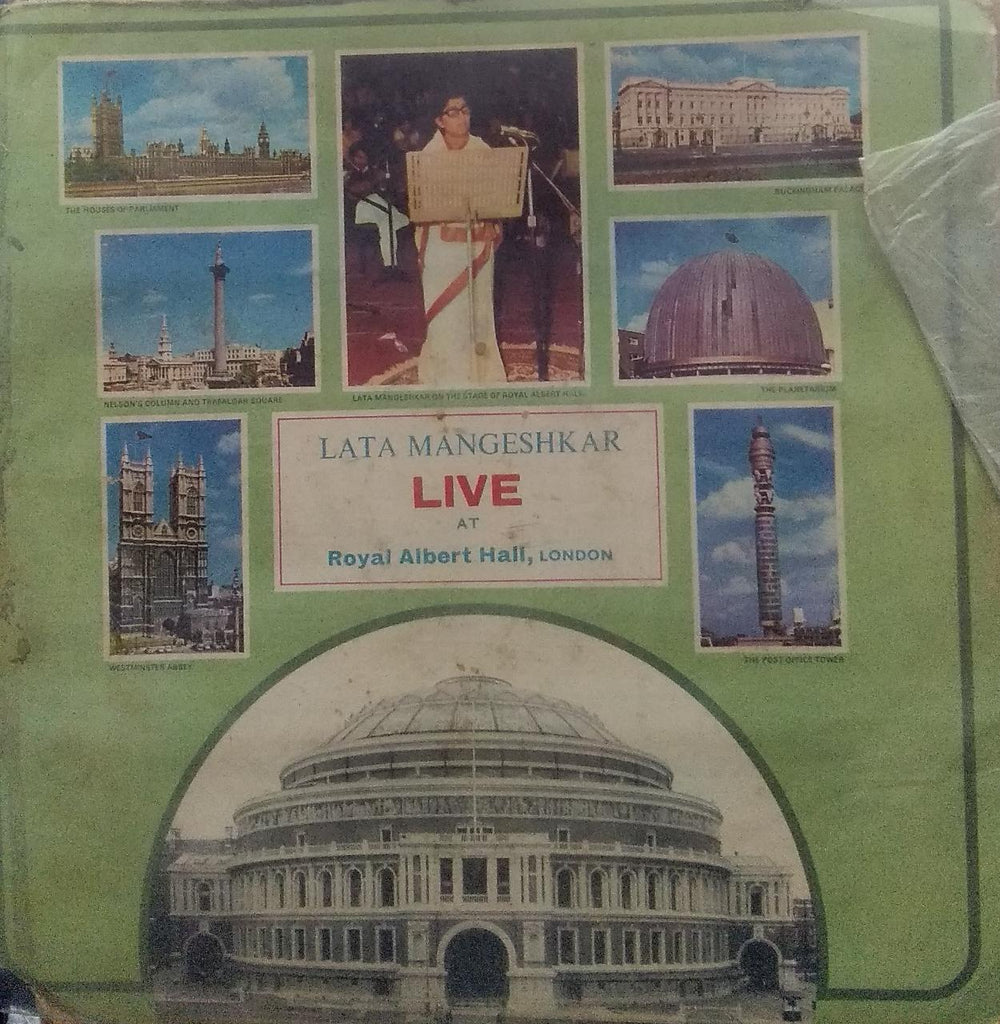 THE HOUSES OF PARLIAMENT
BUCKINGHAM PALACE
NELSON'S COLUMN AND TRAFALGAR SQUARE
LATA MANGESHKAR ON THE STAGE OF ROYAL ALBERT HALL
THE PLANETARIUM
LATA MANGESHKAR
LIVE
AT
Royal Albert Hall, LONDON
WESTMINSTER ABBEY
THE POST OFFICE TOWER